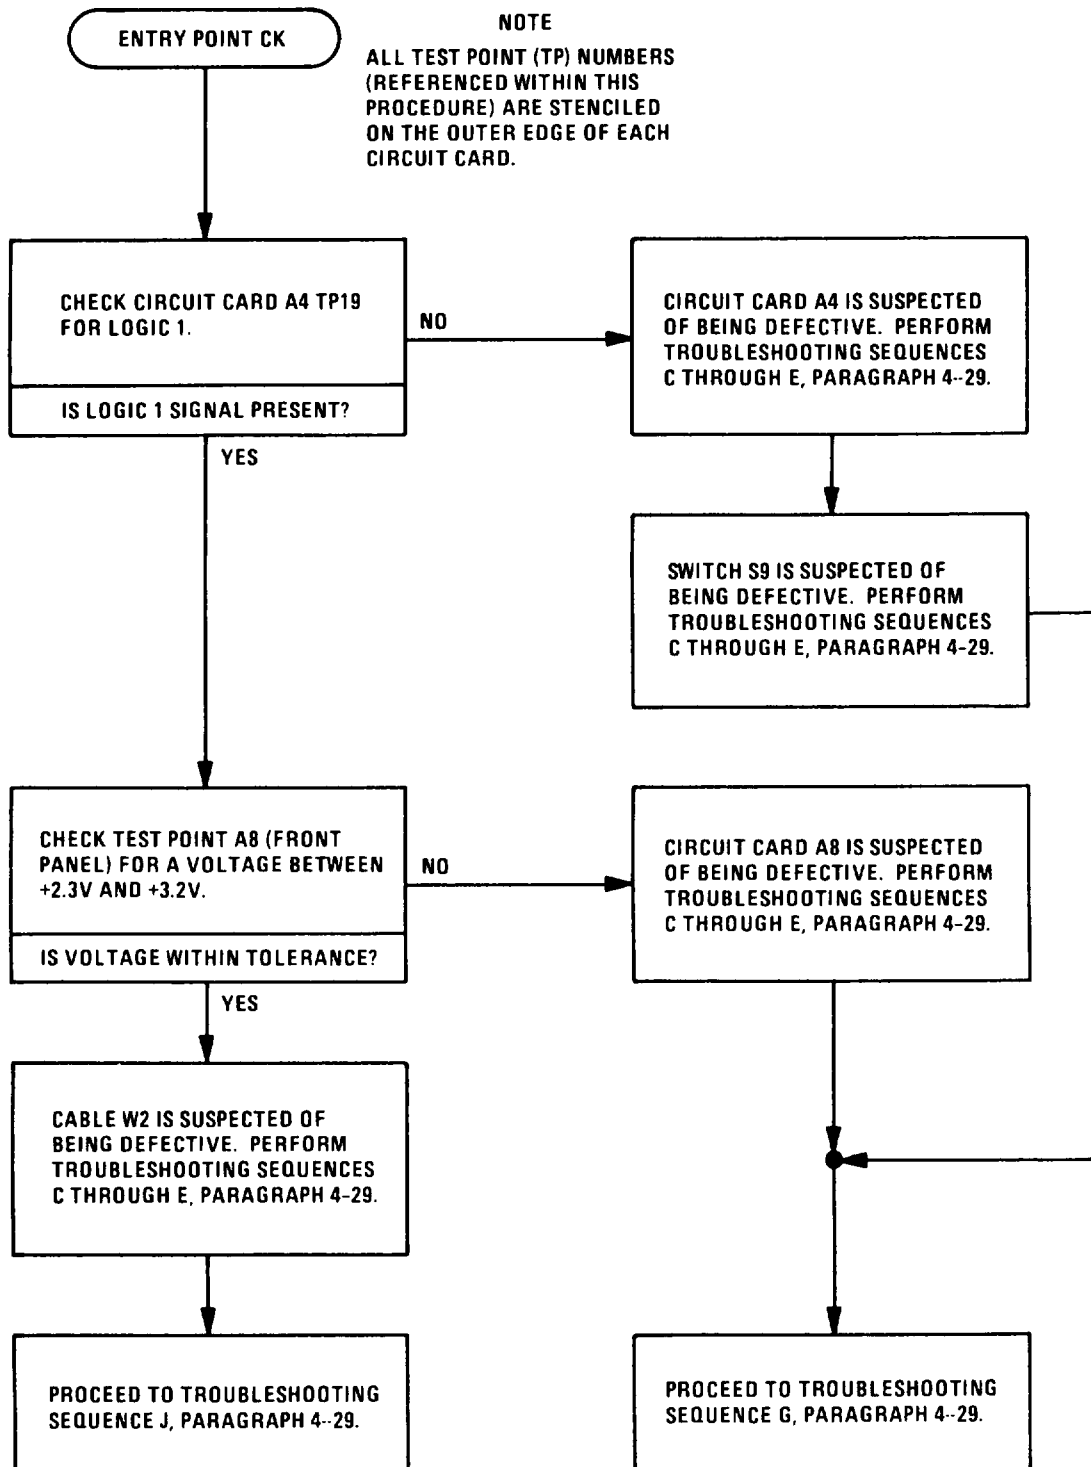 ENTRY POINT CK
NOTE
ALL TEST POINT (TP) NUMBERS
(REFERENCED WITHIN THIS
PROCEDURE) ARE STENCILED
ON THE OUTER EDGE OF EACH
CIRCUIT CARD.
CHECK CIRCUIT CARD A4 TP19
FOR LOGIC 1.
IS LOGIC 1 SIGNAL PRESENT?
NO
YES
CIRCUIT CARD A4 IS SUSPECTED
OF BEING DEFECTIVE. PERFORM
TROUBLESHOOTING SEQUENCES
C THROUGH E, PARAGRAPH 4--29.
SWITCH S9 IS SUSPECTED OF
BEING DEFECTIVE. PERFORM
TROUBLESHOOTING SEQUENCES
C THROUGH E, PARAGRAPH 4-29.
CHECK TEST POINT A8 (FRONT
PANEL) FOR A VOLTAGE BETWEEN
+2.3V AND +3.2V.
IS VOLTAGE WITHIN TOLERANCE?
NO
YES
CIRCUIT CARD A8 IS SUSPECTED
OF BEING DEFECTIVE. PERFORM
TROUBLESHOOTING SEQUENCES
C THROUGH E, PARAGRAPH 4-29.
CABLE W2 IS SUSPECTED OF
BEING DEFECTIVE. PERFORM
TROUBLESHOOTING SEQUENCES
C THROUGH E, PARAGRAPH 4-29.
PROCEED TO TROUBLESHOOTING
SEQUENCE J, PARAGRAPH 4--29.
PROCEED TO TROUBLESHOOTING
SEQUENCE G, PARAGRAPH 4--29.